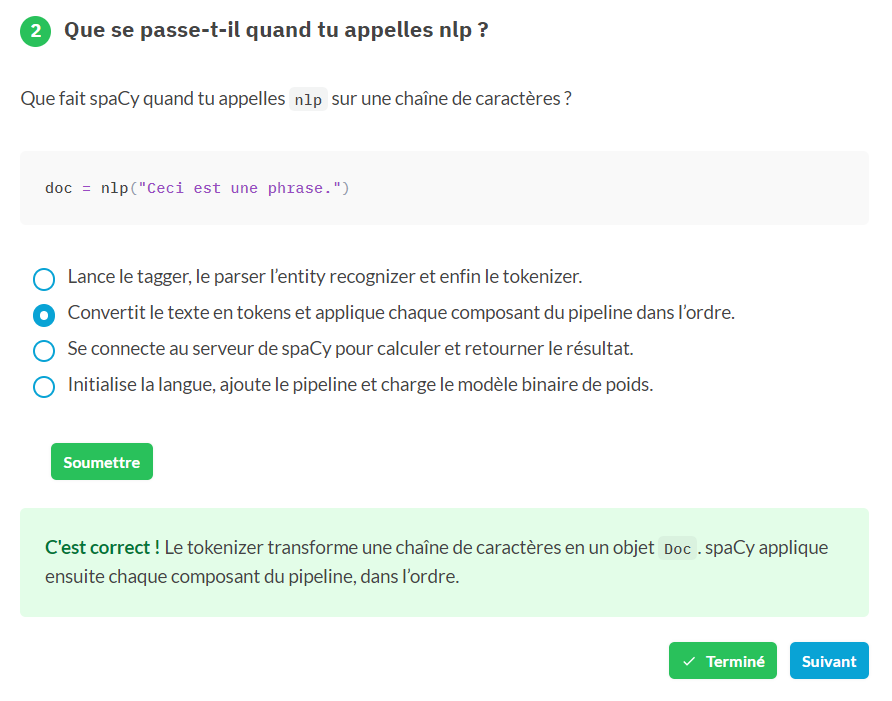 2 Que se passe-t-il quand tu appelles nlp ?
Que fait spaCy quand tu appelles nlp sur une chaîne de caractères ?
doc = nlp("Ceci est une phrase.")
Lance le tagger, le parser l’entity recognizer et enfin le tokenizer.
Convertit le texte en tokens et applique chaque composant du pipeline dans l’ordre.
Se connecte au serveur de spaCy pour calculer et retourner le résultat.
Initialise la langue, ajoute le pipeline et charge le modèle binaire de poids.
Soumettre
C'est correct ! Le tokenizer transforme une chaîne de caractères en un objet Doc. spaCy applique
ensuite chaque composant du pipeline, dans l’ordre.
✓ Terminé Suivant